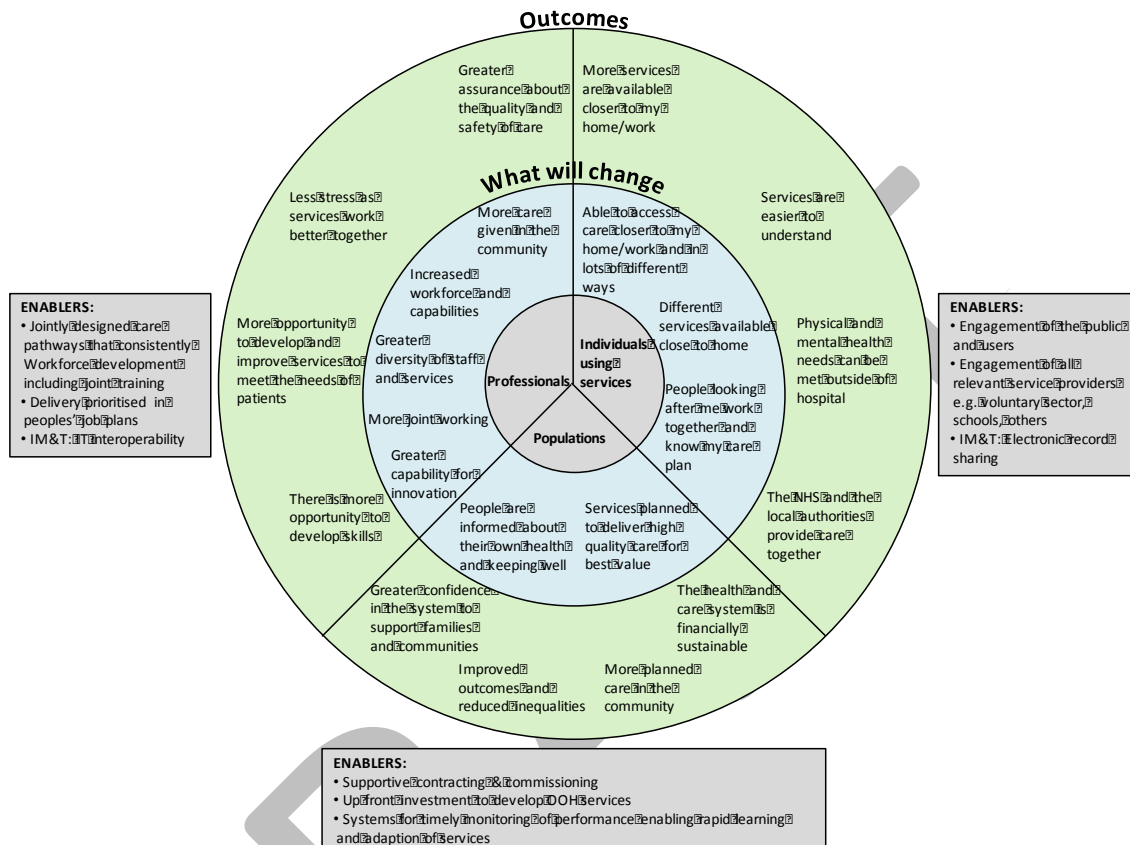 Outcomes
Greater
assurance about
the quality and
safety of care
More services
are available
closer to my
home/work
What will change
Less stress as
services work
better together
More care
given in the
community
Able to access
care closer to my
home/work and in
lots of different
ways
Services are
easier to
understand
Increased
workforce and
capabilities
Different
services available
close to home
ENABLERS:
• Jointly designed care
pathways that consistently
Workforce development
including joint training
• Delivery prioritised in
peoples' job plans
• IM&T: IT interoperability
More opportunity
to develop and
improve services to
meet the needs of
patients
Greater
diversity of staff
and services
Professionals
Individuals
using
services
Populations
Physical and
mental health
needs can be
met outside of
hospital
ENABLERS:
• Engagement of the public
and users
• Engagement of all
relevant service providers
e.g. voluntary sector,
schools, others
• IM&T: Electronic record
sharing
More joint working
People looking
after me work
together and
know my care
plan
Greater
capability for
innovation
There is more
opportunity to
develop skills
People are
informed about
their own health
and keeping well
Services planned
to deliver high
quality care for
best value
The NHS and the
local authorities
provide care
together
Greater confidence
in the system to
support families
and communities
The health and
care system is
financially
sustainable
Improved
outcomes and
reduced inequalities
More planned
care in the
community
ENABLERS:
• Supportive contracting & commissioning
• Up front investment to develop OOH services
• Systems for timely monitoring of performance enabling rapid learning
and adaption of services